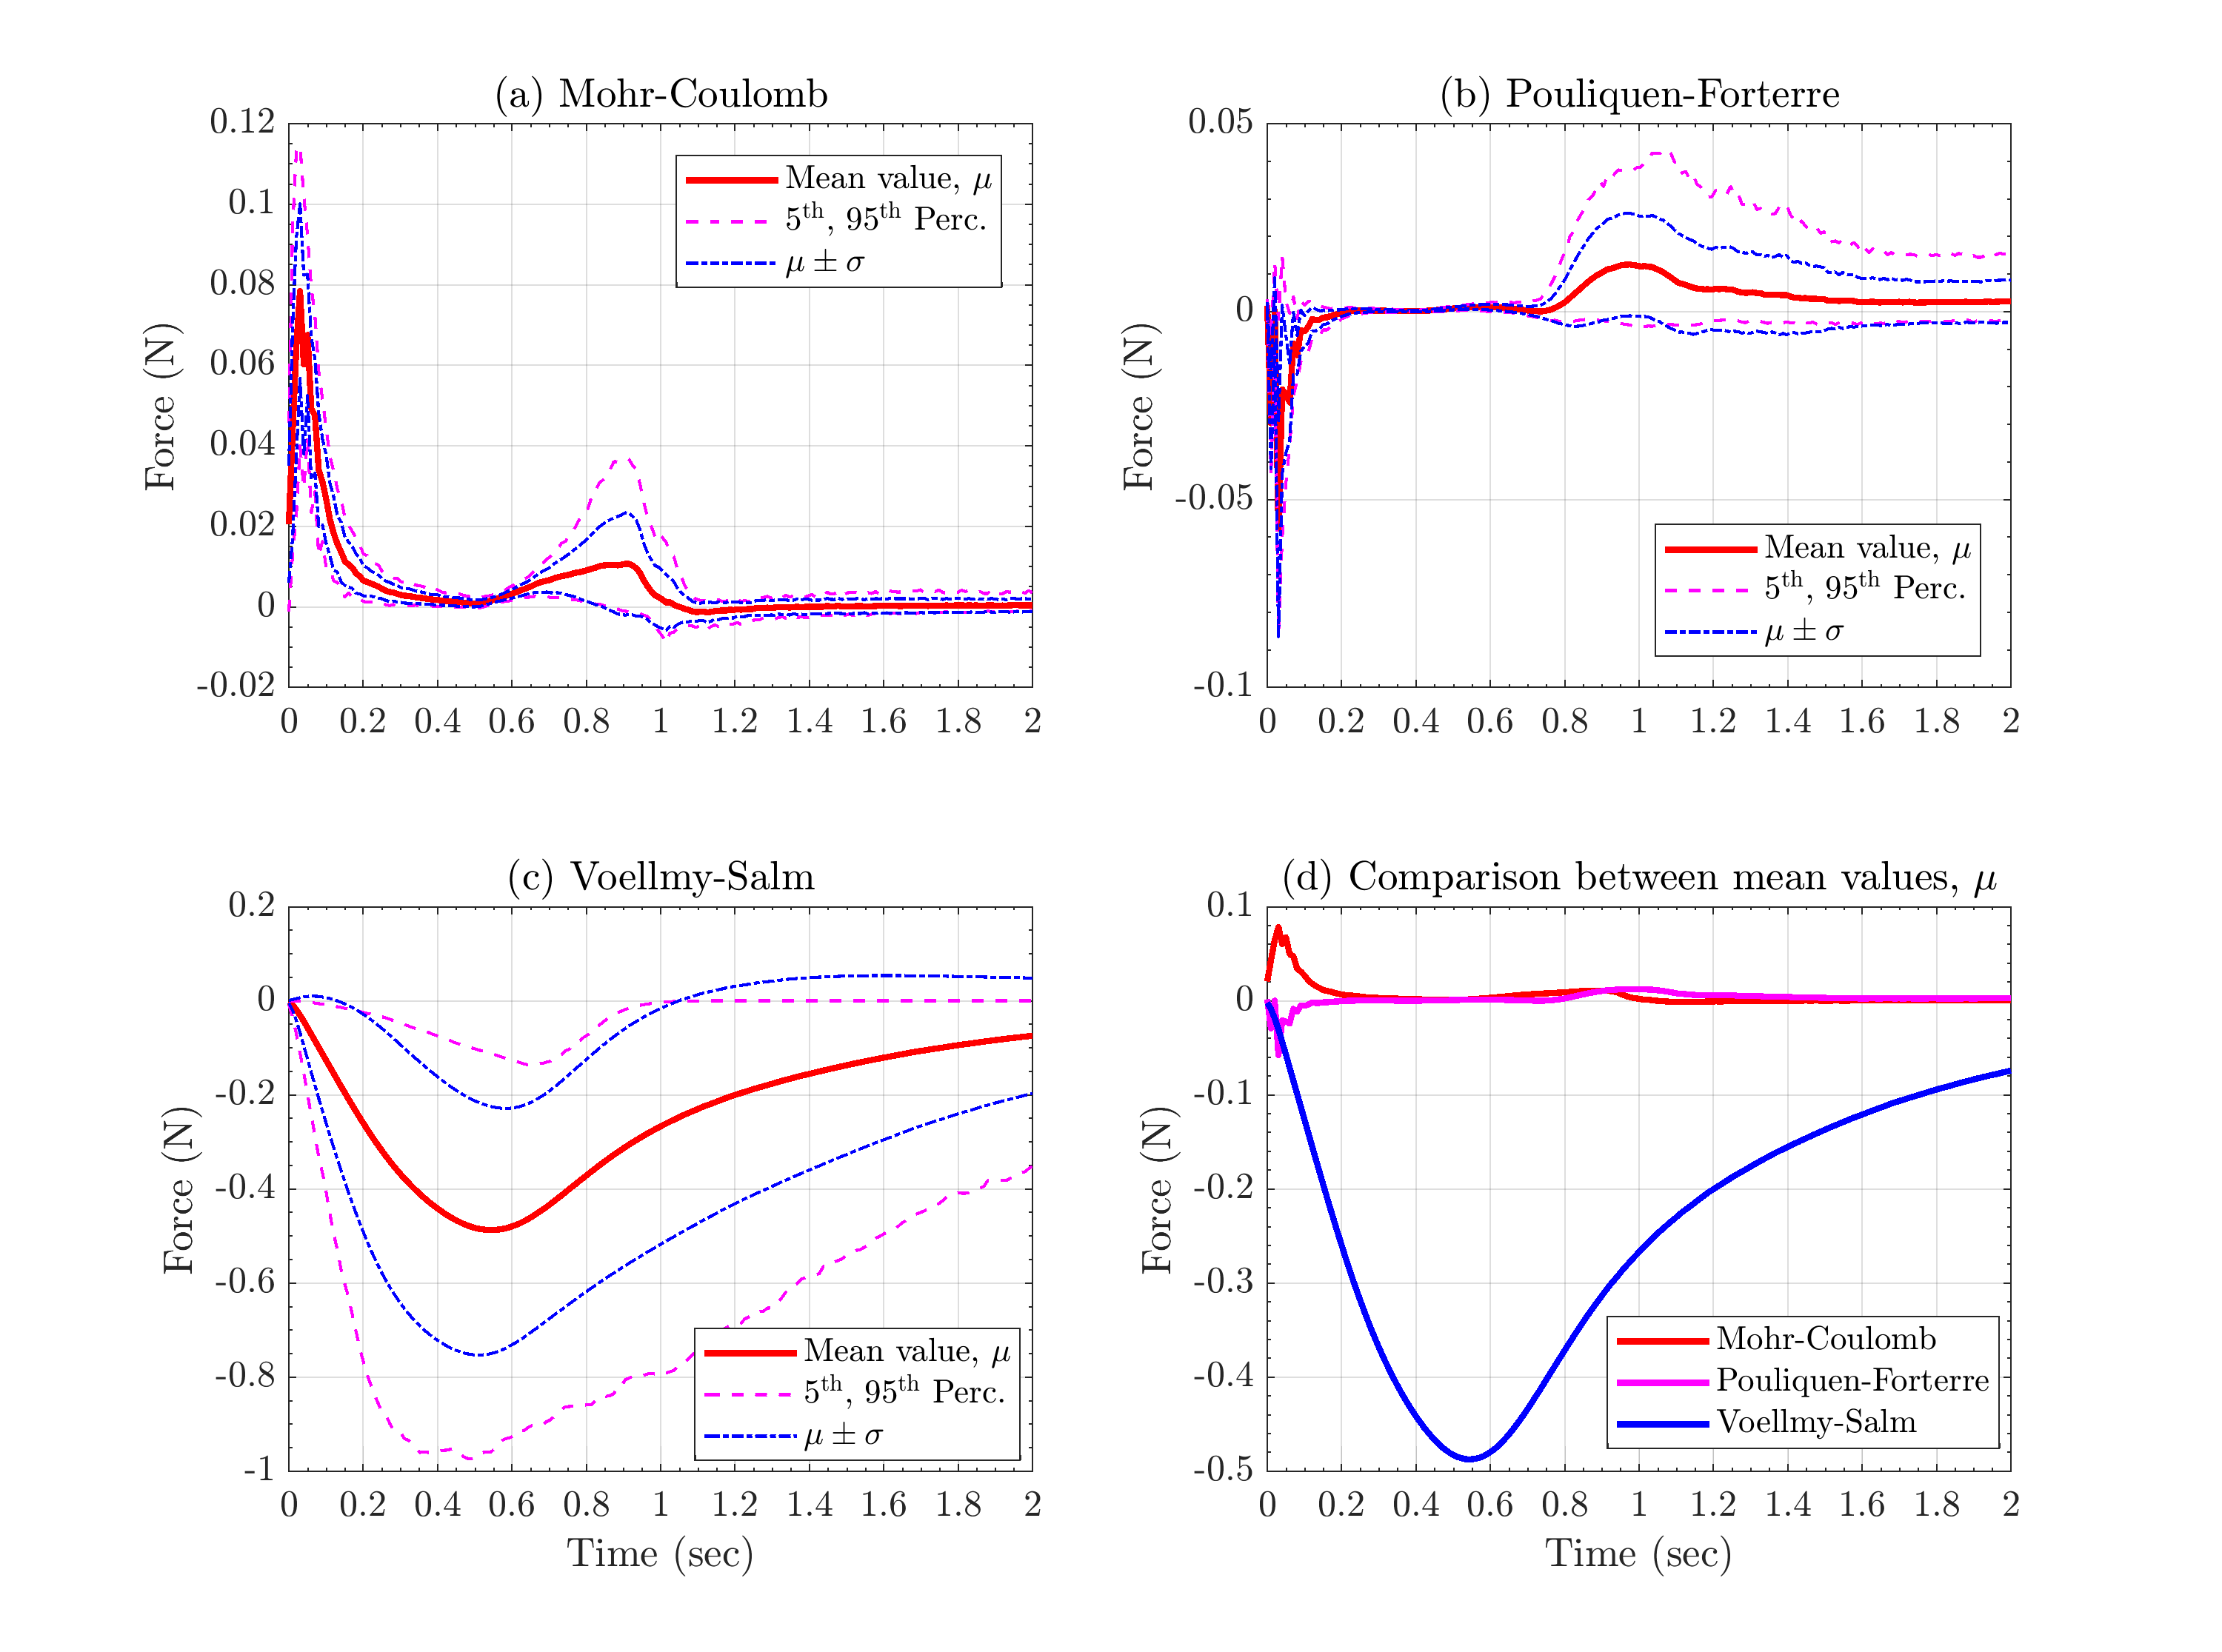 (a) Mohr-Coulomb
Force (N)
0.12
0.1
0.08
0.06
0.04
0.02
0
-0.02
0 0.2 0.4 0.6 0.8 1 1.2 1.4 1.6 1.8 2
Mean value, μ
5th, 95th Perc.
μ ± σ
(b) Pouliquen-Forterre
Force (N)
0.05
0
-0.05
-0.1
0 0.2 0.4 0.6 0.8 1 1.2 1.4 1.6 1.8 2
Mean value, μ
5th, 95th Perc.
μ ± σ
(c) Voellmy-Salm
Force (N)
0.2
0
-0.2
-0.4
-0.6
-0.8
-1
0 0.2 0.4 0.6 0.8 1 1.2 1.4 1.6 1.8 2
Time (sec)
Mean value, μ
5th, 95th Perc.
μ ± σ
(d) Comparison between mean values, μ
Force (N)
0.1
0
-0.1
-0.2
-0.3
-0.4
-0.5
0 0.2 0.4 0.6 0.8 1 1.2 1.4 1.6 1.8 2
Time (sec)
Mohr-Coulomb
Pouliquen-Forterre
Voellmy-Salm